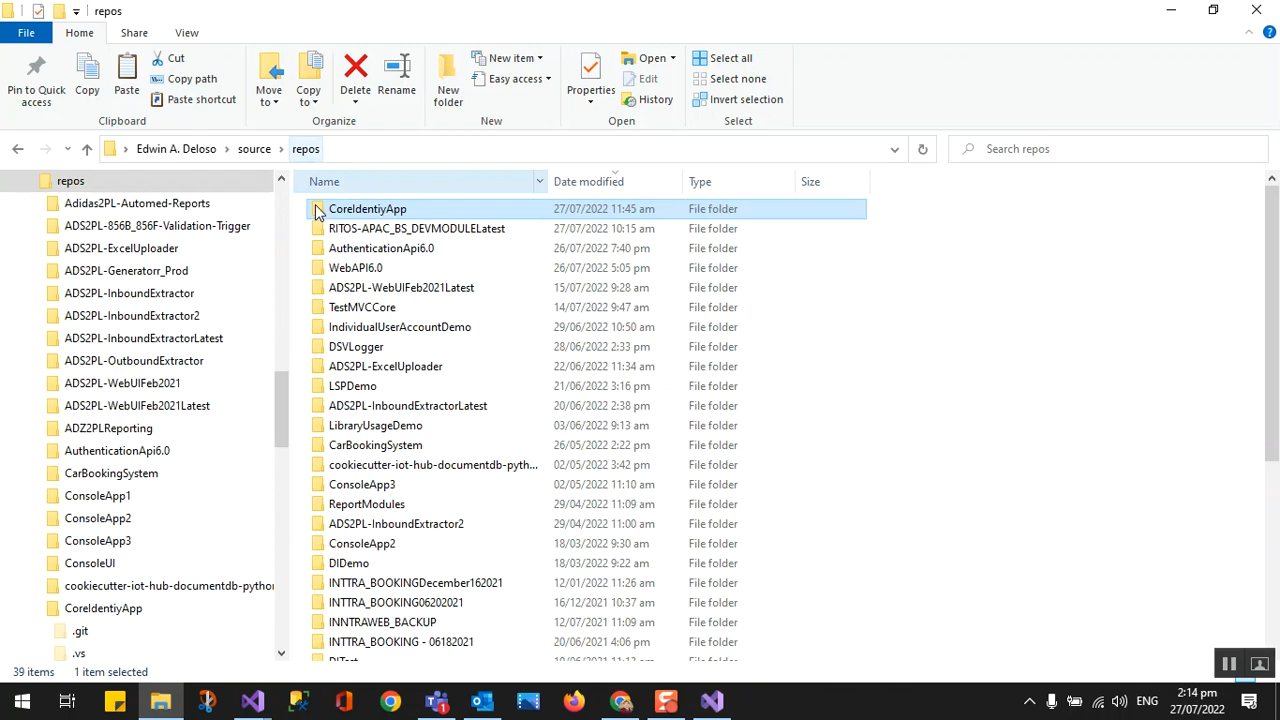 repos
File
Home
Share
View
Pin to Quick access
Copy
Paste
Cut
Copy path
Paste shortcut
Clipboard
Move to
Copy to
Delete
Rename
Organize
New folder
New item
Easy access
New
Properties
Open
Edit
History
Open
Select all
Select none
Invert selection
Select
Edwin A. Deloso > source > repos
Search repos
repos
Adidas2PL-Automed-Reports
ADS2PL-856B_856F-Validation-Trigger
ADS2PL-ExcelUploader
ADS2PL-Generatorr_Prod
ADS2PL-InboundExtractor
ADS2PL-InboundExtractor2
ADS2PL-InboundExtractorLatest
ADS2PL-OutboundExtractor
ADS2PL-WebUIFeb2021
ADS2PL-WebUIFeb2021Latest
ADZ2PLReporting
AuthenticationApi6.0
CarBookingSystem
ConsoleApp1
ConsoleApp2
ConsoleApp3
ConsoleUI
cookiecutter-iot-hub-documentdb-python
CoreIdentiyApp
.git
.vs
Name Date modified Type Size
CoreIdentiyApp 27/07/2022 11:45 am File folder
RITOS-APAC_BS_DEVMODULELatest 27/07/2022 10:15 am File folder
AuthenticationApi6.0 26/07/2022 7:40 pm File folder
WebAPI6.0 26/07/2022 5:05 pm File folder
ADS2PL-WebUIFeb2021Latest 15/07/2022 9:28 am File folder
TestMVCCore 14/07/2022 9:47 am File folder
IndividualUserAccountDemo 29/06/2022 10:50 am File folder
DSVLogger 28/06/2022 2:33 pm File folder
ADS2PL-ExcelUploader 22/06/2022 11:34 am File folder
LSPDemo 21/06/2022 3:16 pm File folder
ADS2PL-InboundExtractorLatest 20/06/2022 2:38 pm File folder
LibraryUsageDemo 03/06/2022 9:13 am File folder
CarBookingSystem 26/05/2022 2:22 pm File folder
cookiecutter-iot-hub-documentdb-pyth... 02/05/2022 3:42 pm File folder
ConsoleApp3 02/05/2022 11:10 am File folder
ReportModules 29/04/2022 11:09 am File folder
ADS2PL-InboundExtractor2 29/04/2022 11:00 am File folder
ConsoleApp2 18/03/2022 9:30 am File folder
DIDemo 18/03/2022 9:22 am File folder
INTTRA_BOOKINGDecember162021 12/01/2022 11:26 am File folder
INTTRA_BOOKING06202021 16/12/2021 10:37 am File folder
INNTRAWEB_BACKUP 12/07/2021 11:09 am File folder
INTTRA_BOOKING - 06182021 20/06/2021 4:06 pm File folder
39 items 1 item selected
ENG
2:14 pm
27/07/2022